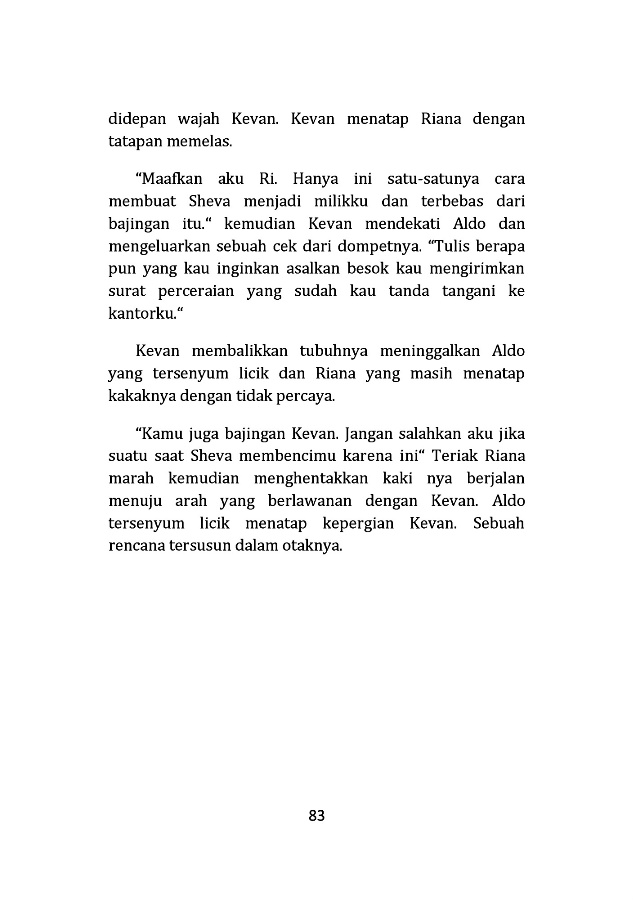 didepan wajah Kevan. Kevan menatap Riana dengan
tatapan memelas.
“Maafkan aku Ri. Hanya ini satu-satunya cara
membuat Sheva menjadi milikku dan terbebas dari
bajingan itu.“ kemudian Kevan mendekati Aldo dan
mengeluarkan sebuah cek dari dompetnya. “Tulis berapa
pun yang kau inginkan asalkan besok kau mengirimkan
surat perceraian yang sudah kau tanda tangani ke
kantorku.“
Kevan membalikkan tubuhnya meninggalkan Aldo
yang tersenyum licik dan Riana yang masih menatap
kakaknya dengan tidak percaya.
“Kamu juga bajingan Kevan. Jangan salahkan aku jika
suatu saat Sheva membencimu karena ini“ Teriak Riana
marah kemudian menghentakkan kaki nya berjalan
menuju arah yang berlawanan dengan Kevan. Aldo
tersenyum licik menatap kepergian Kevan. Sebuah
rencana tersusun dalam otaknya.
83